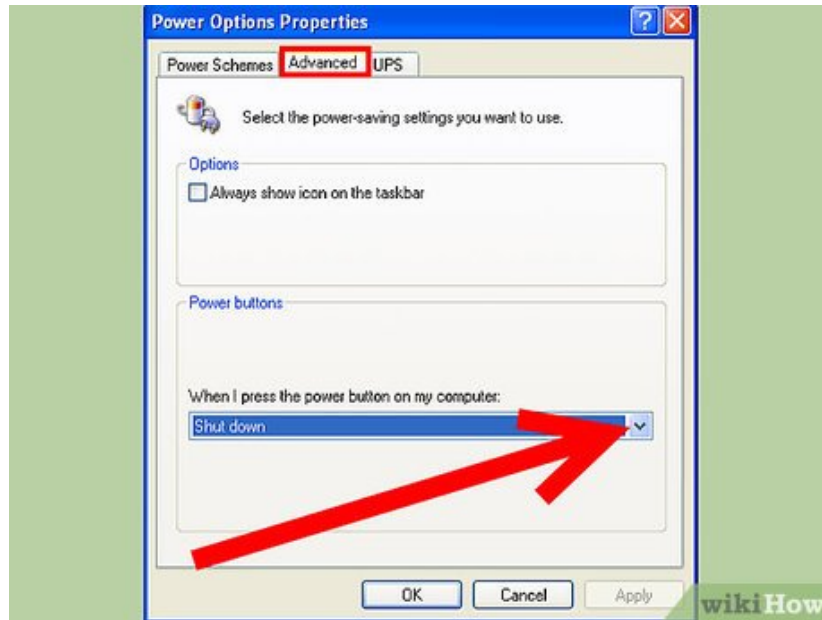 Power Options Properties
Power Schemes Advanced UPS
Select the power-saving settings you want to use.
Options
Always show icon on the taskbar
Power buttons
When I press the power button on my computer:
Shut down
OK Cancel Apply
wikiHow